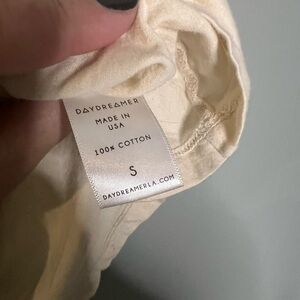 DAYDREAMER
MADE IN
USA
100% COTTON
S
DAYDREAMERLA.COM